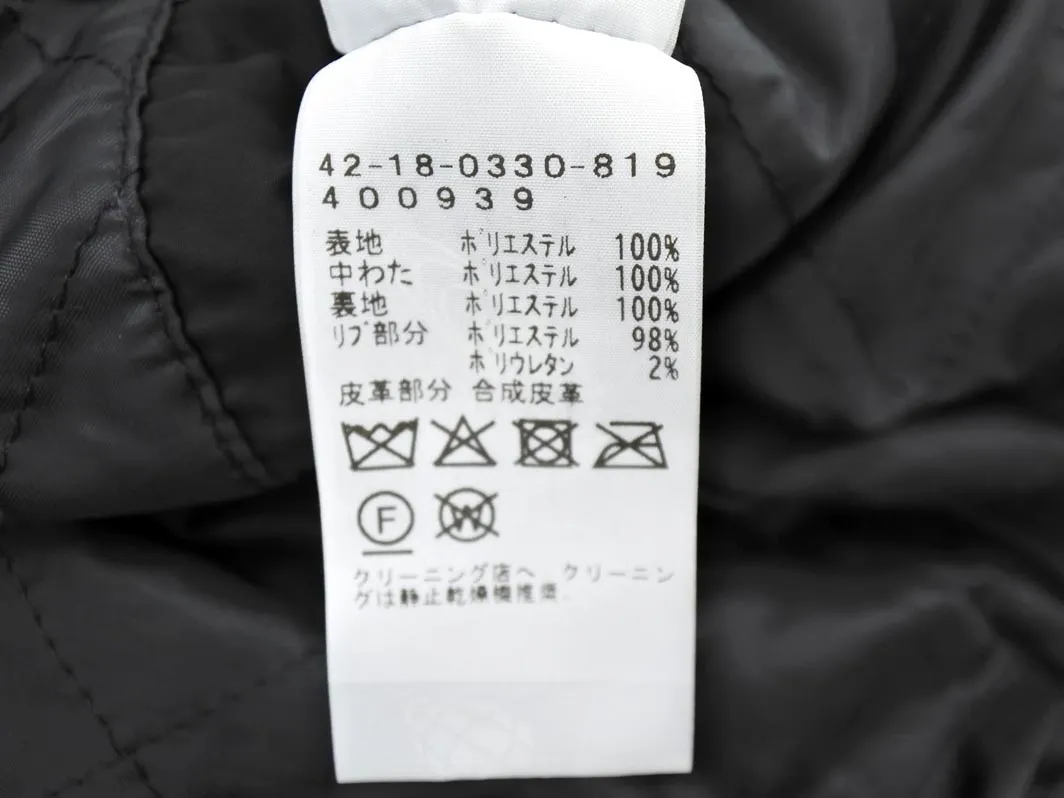 42-18-0330-819
400939
表地 ポリエステル 100%
中わた ポリエステル 100%
裏地 ポリエステル 100%
リブ部分 ポリエステル 98%
ポリウレタン 2%
皮革部分 合成皮革
F W
クリーニング店へ クリーニン
グは静止乾燥機推奨.